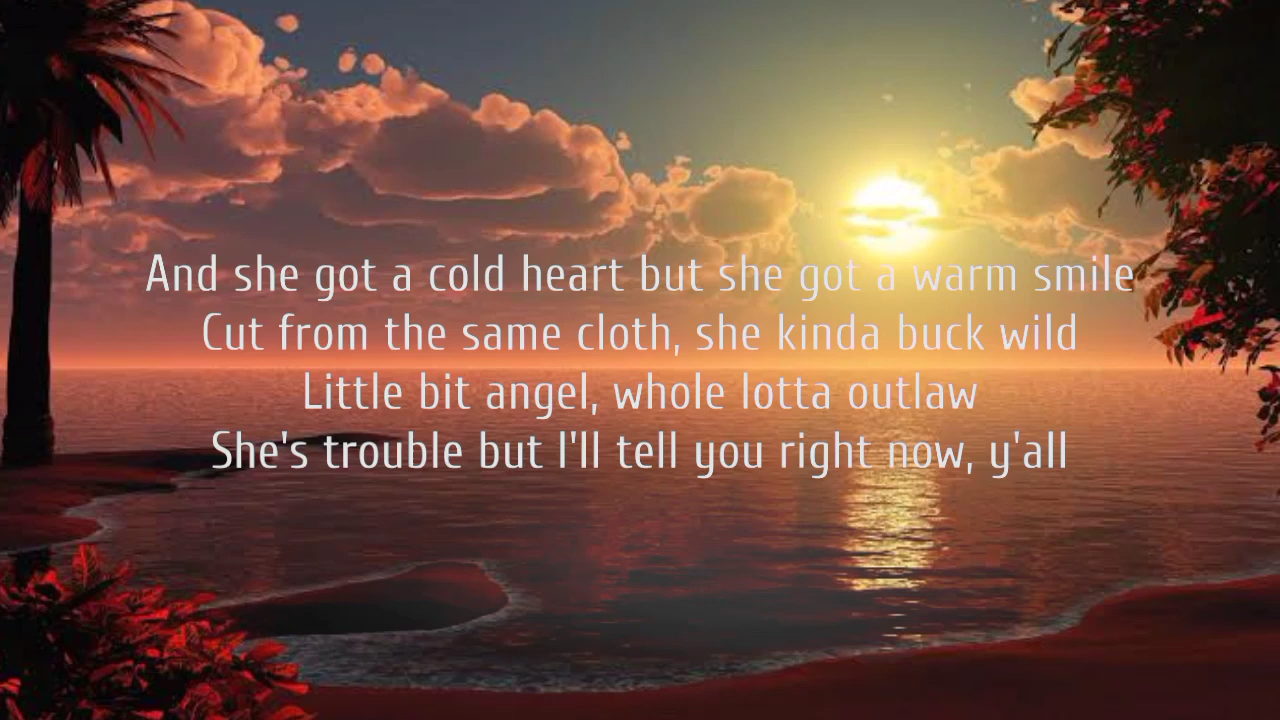 And she got a cold heart but she got a warm smile
Cut from the same cloth, she kinda buck wild
Little bit angel, whole lotta outlaw
She's trouble but I'll tell you right now, y'all